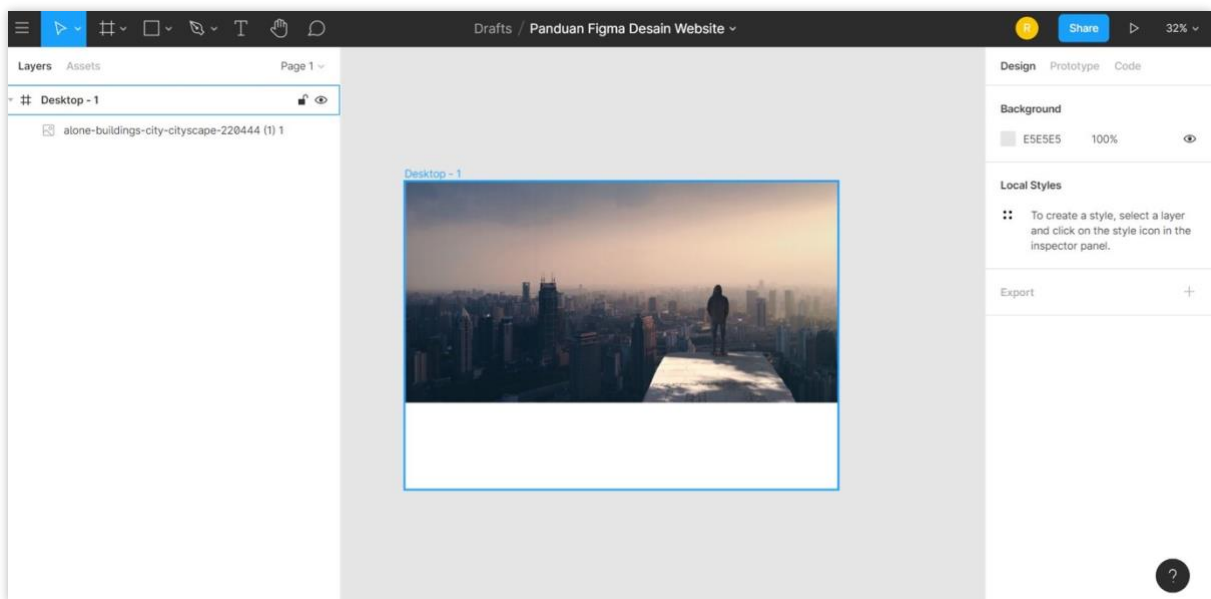 Drafts / Panduan Figma Desain Website
R
Share
32%
Layers Assets Page 1
Desktop - 1
alone-buildings-city-cityscape-220444 (1) 1
Desktop - 1
Design Prototype Code
Background
E5E5E5 100%
Local Styles
To create a style, select a layer
and click on the style icon in the
inspector panel.
Export
?